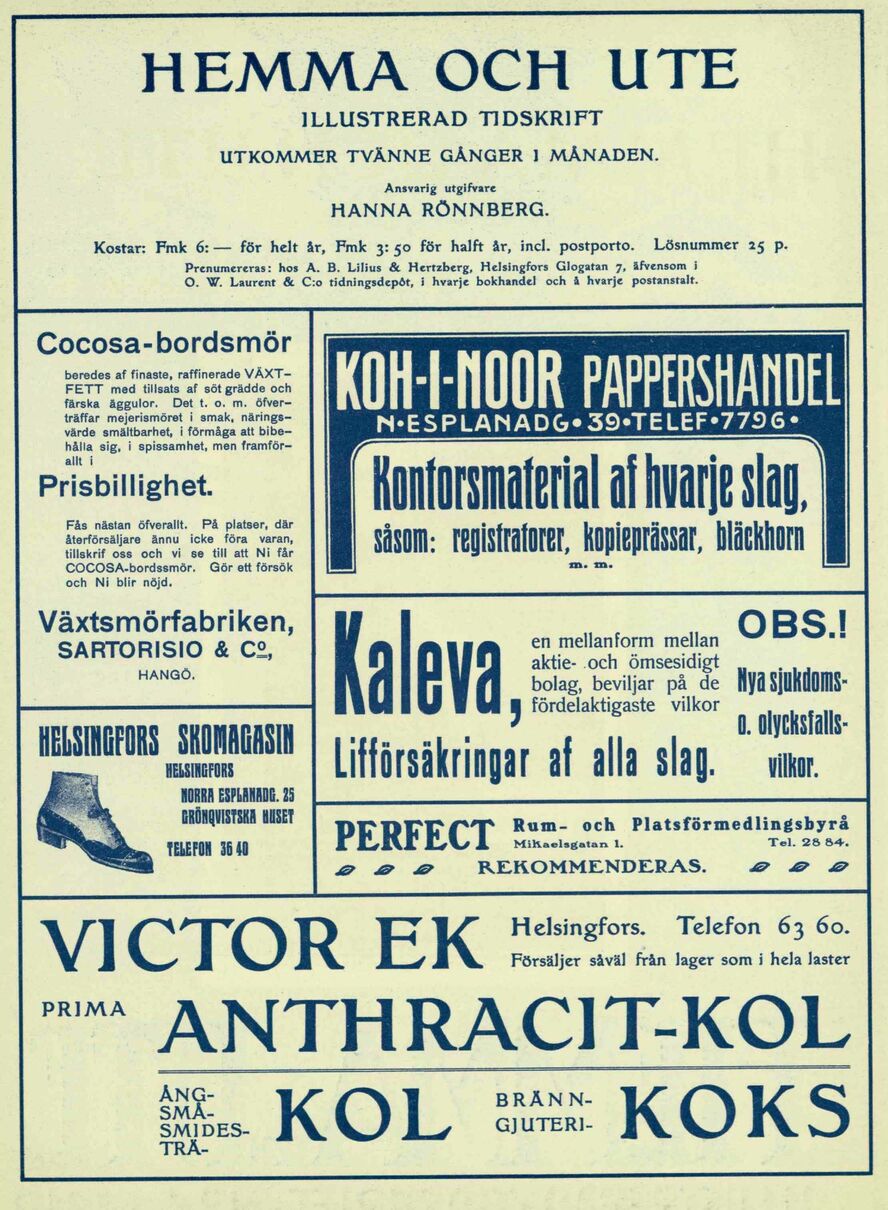 HEMMA OCH UTE
ILLUSTRERAD TIDSKRIFT
UTKOMMER TVÄNNE GÅNGER I MÅNADEN.
Ansvarig utgifvare
HANNA RÖNNBERG.
Kostar: Fmk 6: — för helt år, Fmk 3: 50 för halft år, incl. postporto. Lösnummer 25 p.
Prenumereras: hos A. B. Lilius & Hertzberg, Helsingfors Glogatan 7, äfvensom i
O. W. Laurent & C:o tidningsdepôt, i hvarje bokhandel och å hvarje postanstalt.
Cocosa-bordsmör
beredes af finaste, raffinerade VÄXT-
FETT med tillsats af söt grädde och
färska äggulor. Det t. o. m. öfver-
träffar mejerismöret i smak, närings-
värde smältbarhet, i förmåga att bibe-
hålla sig, i spissamhet, men framför-
allt i
Prisbillighet.
Fås nästan öfverallt. På platser, där
återförsäljare ännu icke föra varan,
tillskrif oss och vi se till att Ni får
COCOSA-bordssmör. Gör ett försök
och Ni blir nöjd.
Växtsmörfabriken,
SARTORISIO & Cº,
HANGÖ.
HELSINGFORS SKOMAGASIN
HELSINGFORS
NORRA ESPLANADG. 25
GRÖNQVISTSKA HUSET
TELEFON 36 40
KOH-I-NOOR PAPPERSHANDEL
N•ESPLANADG•39•TELEF•7796•
Kontorsmaterial af hvarje slag,
såsom: registratorer, kopieprässar, bläckhorn
m. m.
Kaleva,
en mellanform mellan
aktie- och ömsesidigt
bolag, beviljar på de
fördelaktigaste vilkor
Lifförsäkringar af alla slag.
OBS.!
Nya sjukdoms-
o. olycksfalls-
vilkor.
PERFECT Rum- och Platsförmedlingsbyrå
Mikaelsgatan 1. Tel. 28 84.
REKOMMENDERAS.
VICTOR EK Helsingfors. Telefon 63 60.
Försäljer såväl från lager som i hela laster
PRIMA ANTHRACIT-KOL
ÅNG-
SMÅ-
SMIDES-
TRÄ-
KOL
BRÄNN-
GJUTERI-
KOKS